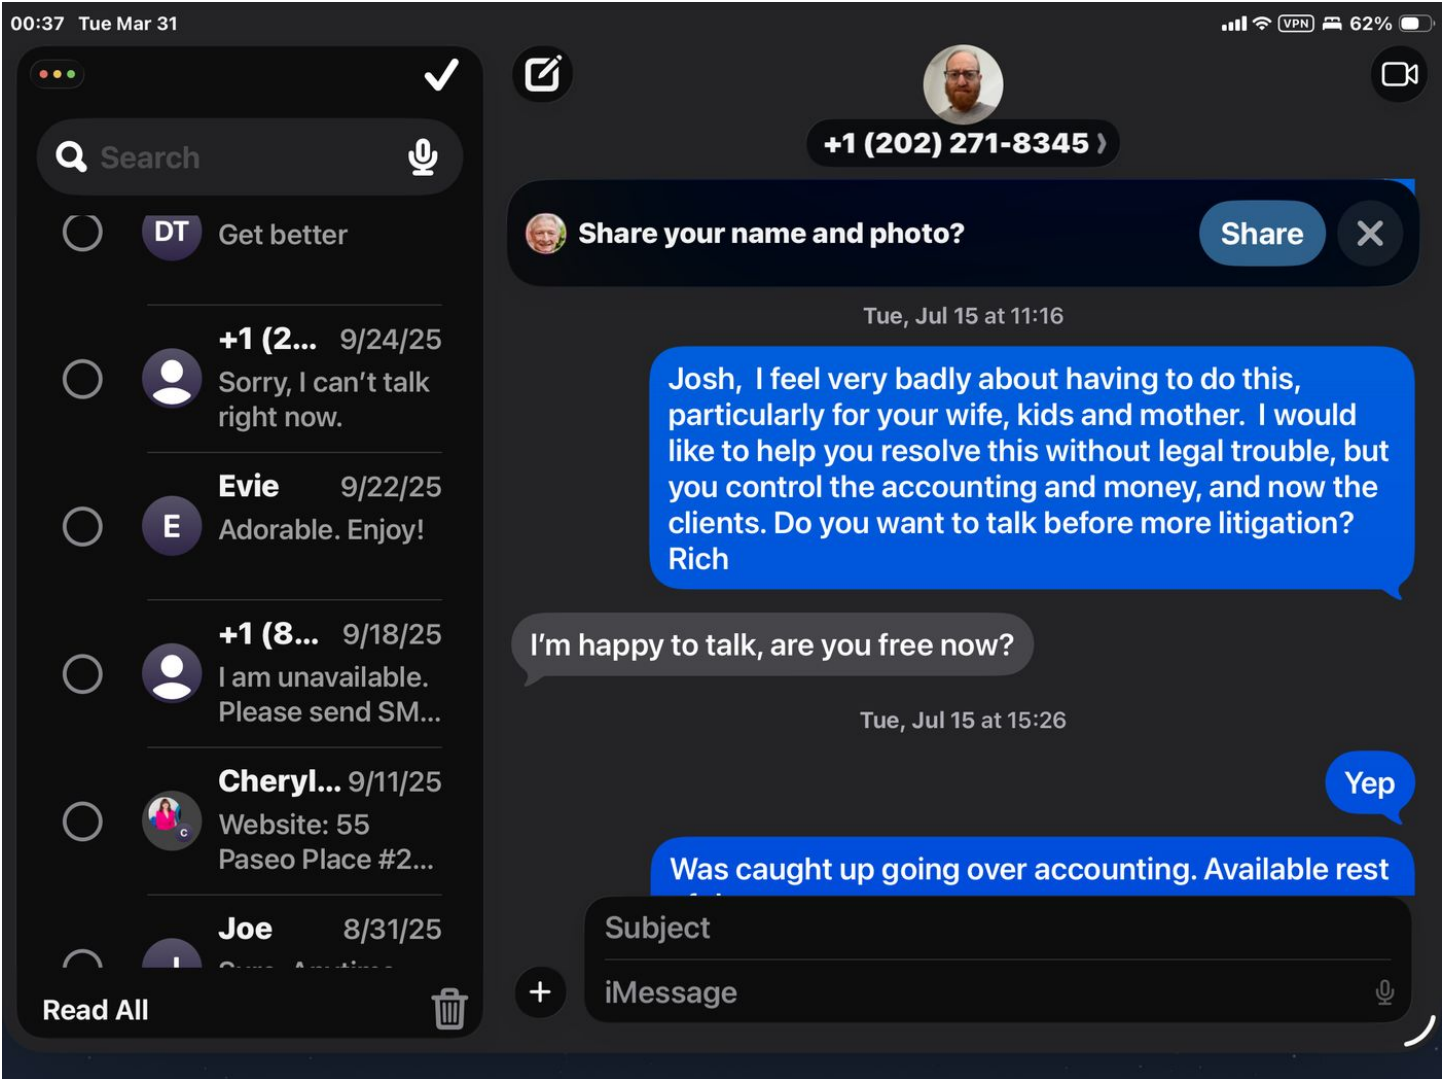 00:37 Tue Mar 31
VPN 62%
Search
DT Get better
+1 (2... 9/24/25
Sorry, I can't talk
right now.
Evie 9/22/25
E Adorable. Enjoy!
+1 (8... 9/18/25
I am unavailable.
Please send SM...
Cheryl... 9/11/25
Website: 55
C
Paseo Place #2...
Joe 8/31/25
Read All
+1 (202) 271-8345 ›
Share your name and photo? Share
Tue, Jul 15 at 11:16
Josh,  I feel very badly about having to do this,
particularly for your wife, kids and mother.  I would
like to help you resolve this without legal trouble, but
you control the accounting and money, and now the
clients. Do you want to talk before more litigation?
Rich
I'm happy to talk, are you free now?
Tue, Jul 15 at 15:26
Yep
Was caught up going over accounting. Available rest
Subject
iMessage